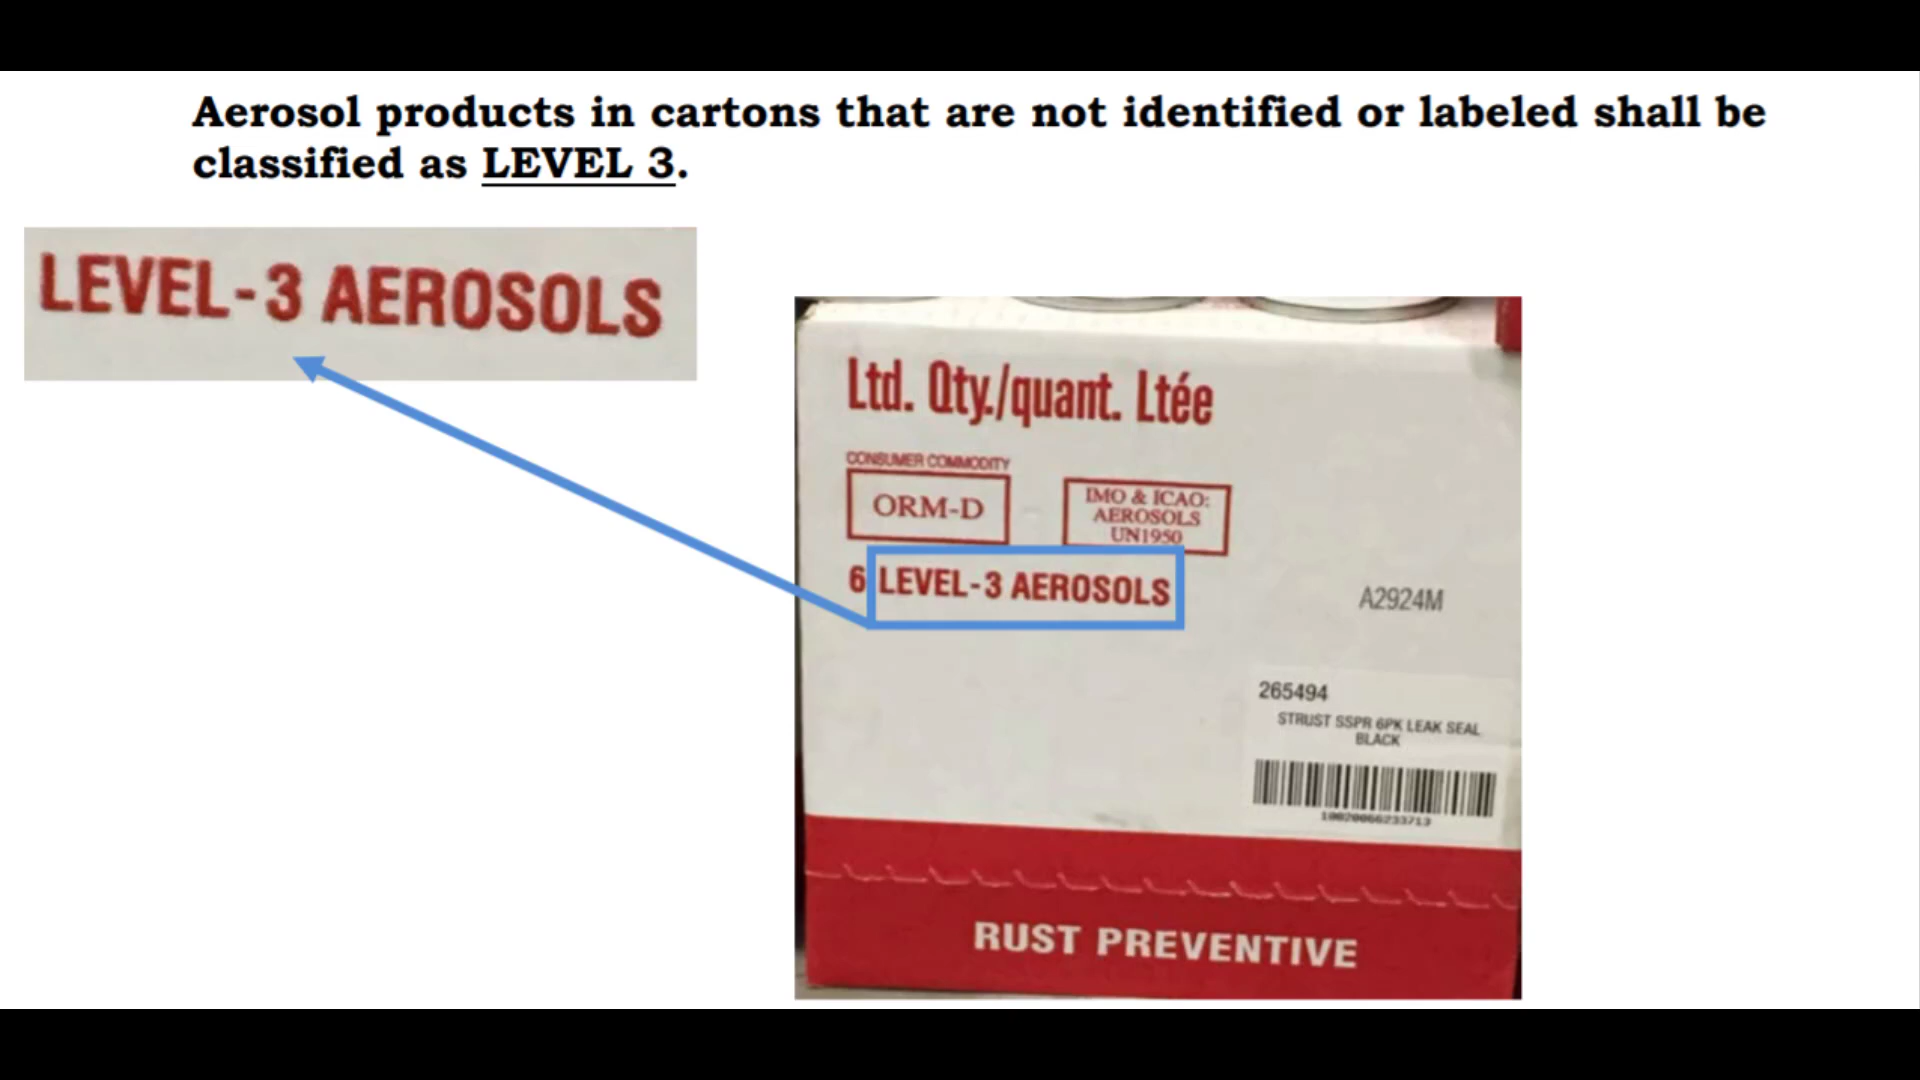 Aerosol products in cartons that are not identified or labeled shall be
classified as LEVEL 3.
LEVEL-3 AEROSOLS
Ltd. Qty./quant. Ltée
CONSUMER COMMODITY
ORM-D
IMO & ICAO:
AEROSOLS
UN1950
6 LEVEL-3 AEROSOLS
A2924M
265494
STRUST SSPR 6PK LEAK SEAL
BLACK
10020066233713
RUST PREVENTIVE